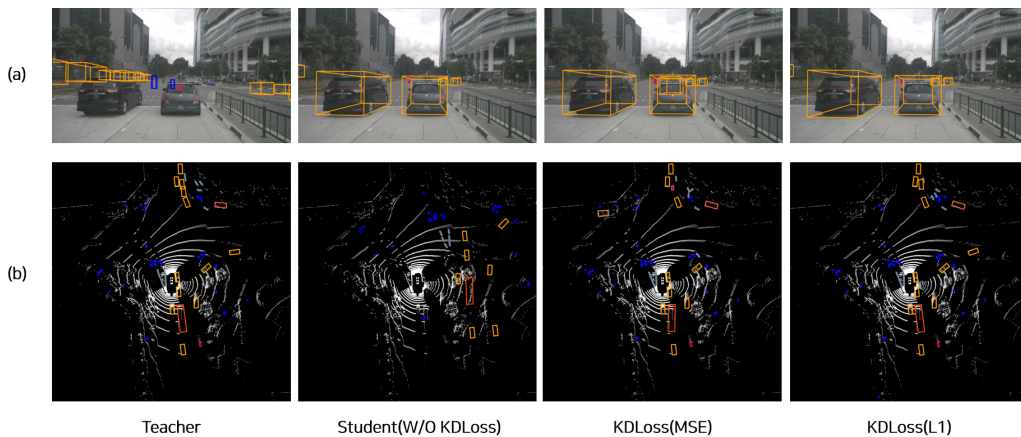 (a)
(b)
Teacher
Student(W/O KDLoss)
KDLoss(MSE)
KDLoss(L1)